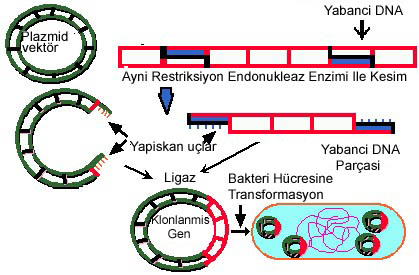 Yabanci DNA
Plazmid
vektör
Ayni Restriksiyon Endonukleaz Enzimi Ile Kesim
Yapiskan uçlar
Yabanci DNA
Parçası
Ligaz
Bakteri Hücresine
Transformasyon
Klonlanmis
Gen